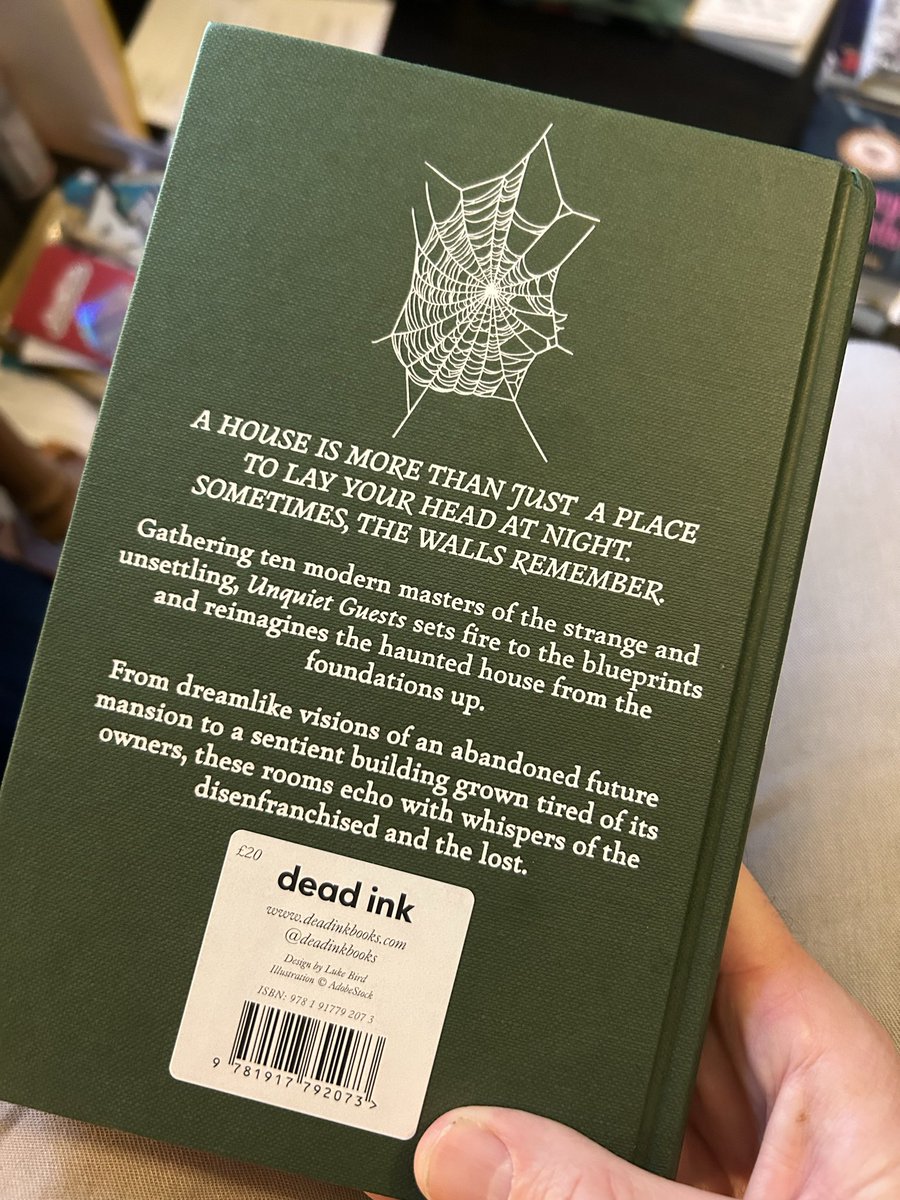 A HOUSE IS MORE THAN JUST A PLACE
TO LAY YOUR HEAD AT NIGHT.
SOMETIMES, THE WALLS REMEMBER.
Gathering ten modern masters of the strange and
unsettling, Unquiet Guests sets fire to the blueprints
and reimagines the haunted house from the
foundations up.
From dreamlike visions of an abandoned future
mansion to a sentient building grown tired of its
owners, these rooms echo with whispers of the
disenfranchised and the lost.
£20
dead ink
www.deadinkbooks.com
@deadinkbooks
Design by Luke Bird
Illustration © AdobeStock
ISBN: 978 1 91779 207 3
9 781917 792073 >